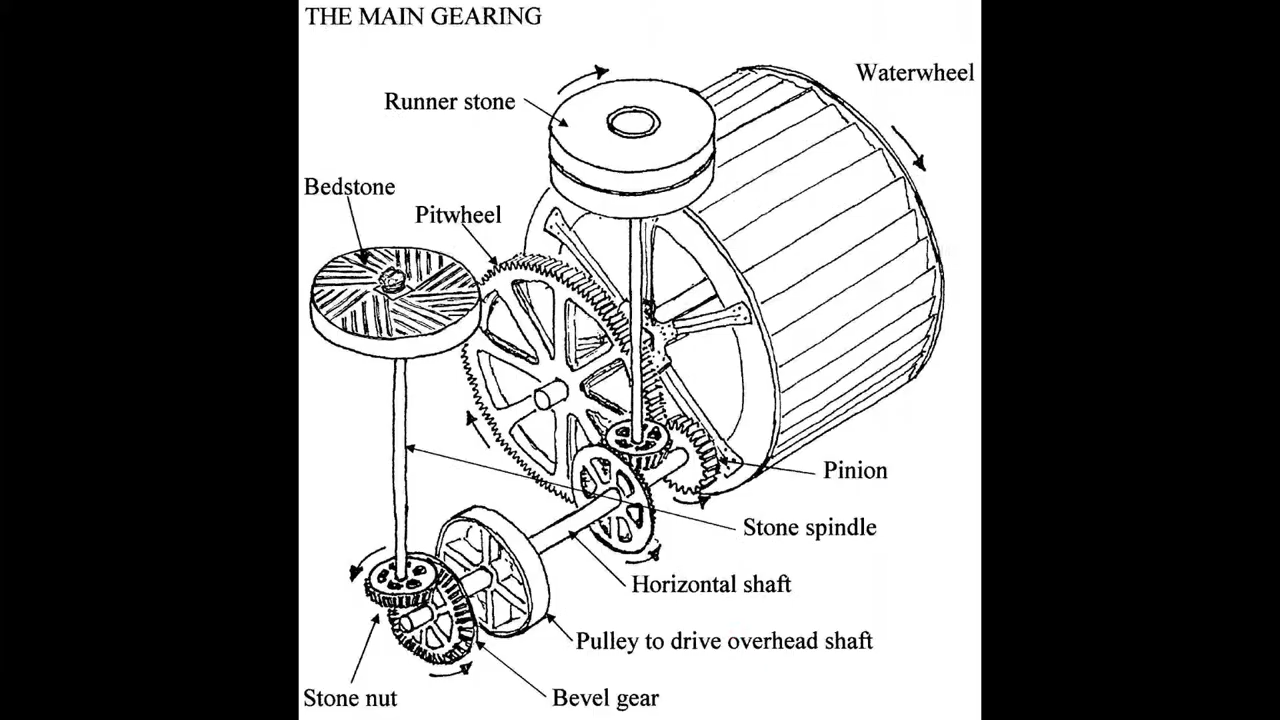 THE MAIN GEARING
Waterwheel
Runner stone
Bedstone
Pitwheel
Pinion
Stone spindle
Horizontal shaft
Pulley to drive overhead shaft
Stone nut
Bevel gear